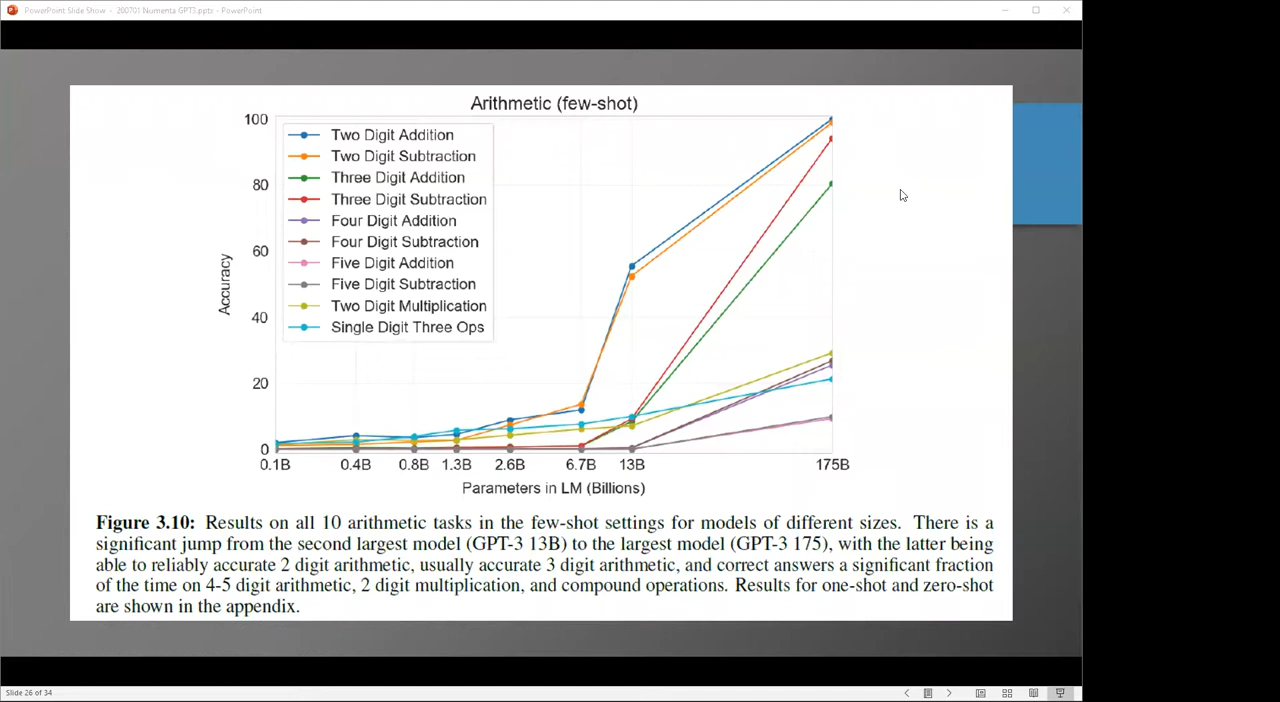 PowerPoint Slide Show - 200701 Numenta GPT3.ppts - PowerPoint
Arithmetic (few-shot)
100
80
60
40
20
0
Accuracy
Two Digit Addition
Two Digit Subtraction
Three Digit Addition
Three Digit Subtraction
Four Digit Addition
Four Digit Subtraction
Five Digit Addition
Five Digit Subtraction
Two Digit Multiplication
Single Digit Three Ops
0.1B 0.4B 0.8B 1.3B 2.6B 6.7B 13B 175B
Parameters in LM (Billions)
Figure 3.10: Results on all 10 arithmetic tasks in the few-shot settings for models of different sizes. There is a
significant jump from the second largest model (GPT-3 13B) to the largest model (GPT-3 175), with the latter being
able to reliably accurate 2 digit arithmetic, usually accurate 3 digit arithmetic, and correct answers a significant fraction
of the time on 4-5 digit arithmetic, 2 digit multiplication, and compound operations. Results for one-shot and zero-shot
are shown in the appendix.
Slide 26 of 34